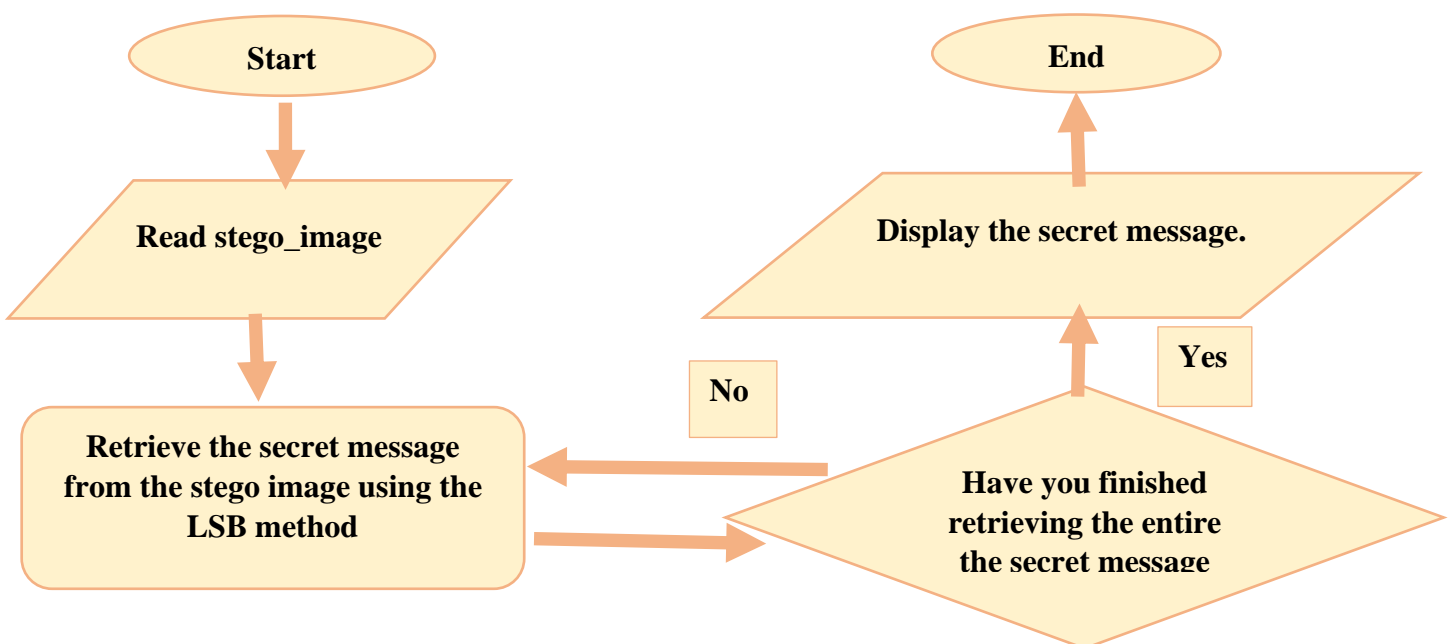 Start
Read stego_image
Retrieve the secret message
from the stego image using the
LSB method
No
Have you finished
retrieving the entire
the secret message
Yes
Display the secret message.
End